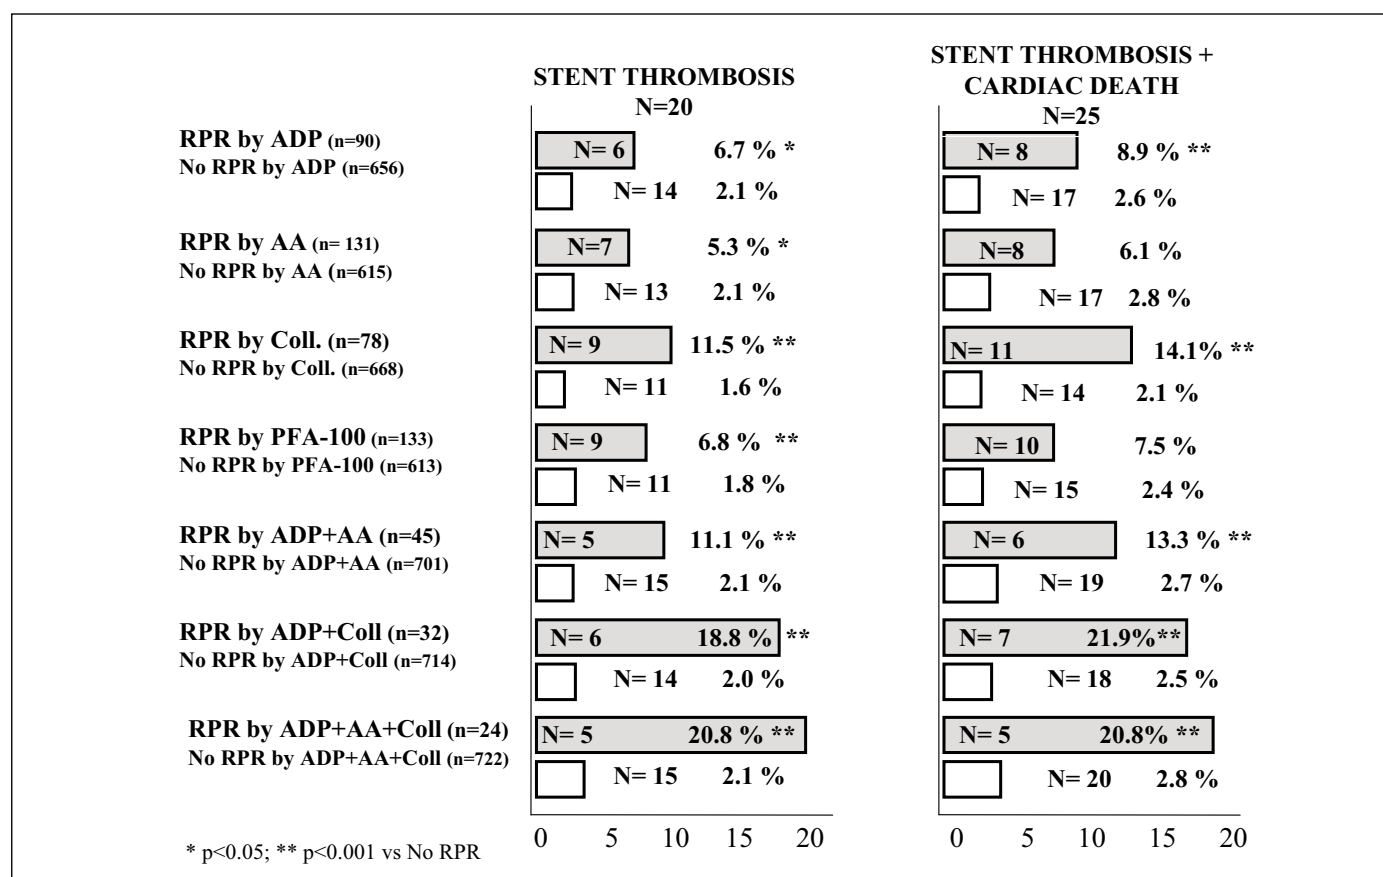 STENT THROMBOSIS
N=20
STENT THROMBOSIS +
CARDIAC DEATH
N=25
RPR by ADP (n=90) N= 6 6.7 % * N= 8 8.9 % **
No RPR by ADP (n=656) N= 14 2.1 % N= 17 2.6 %
RPR by AA (n= 131) N=7 5.3 % * N=8 6.1 %
No RPR by AA (n=615) N= 13 2.1 % N= 17 2.8 %
RPR by Coll. (n=78) N= 9 11.5 % ** N= 11 14.1% **
No RPR by Coll. (n=668) N= 11 1.6 % N= 14 2.1 %
RPR by PFA-100 (n=133) N= 9 6.8 % ** N= 10 7.5 %
No RPR by PFA-100 (n=613) N= 11 1.8 % N= 15 2.4 %
RPR by ADP+AA (n=45) N= 5 11.1 % ** N= 6 13.3 % **
No RPR by ADP+AA (n=701) N= 15 2.1 % N= 19 2.7 %
RPR by ADP+Coll (n=32) N= 6 18.8 % ** N= 7 21.9%**
No RPR by ADP+Coll (n=714) N= 14 2.0 % N= 18 2.5 %
RPR by ADP+AA+Coll (n=24) N= 5 20.8 % ** N= 5 20.8% **
No RPR by ADP+AA+Coll (n=722) N= 15 2.1 % N= 20 2.8 %
0 5 10 15 20 0 5 10 15 20
* p<0.05; ** p<0.001 vs No RPR